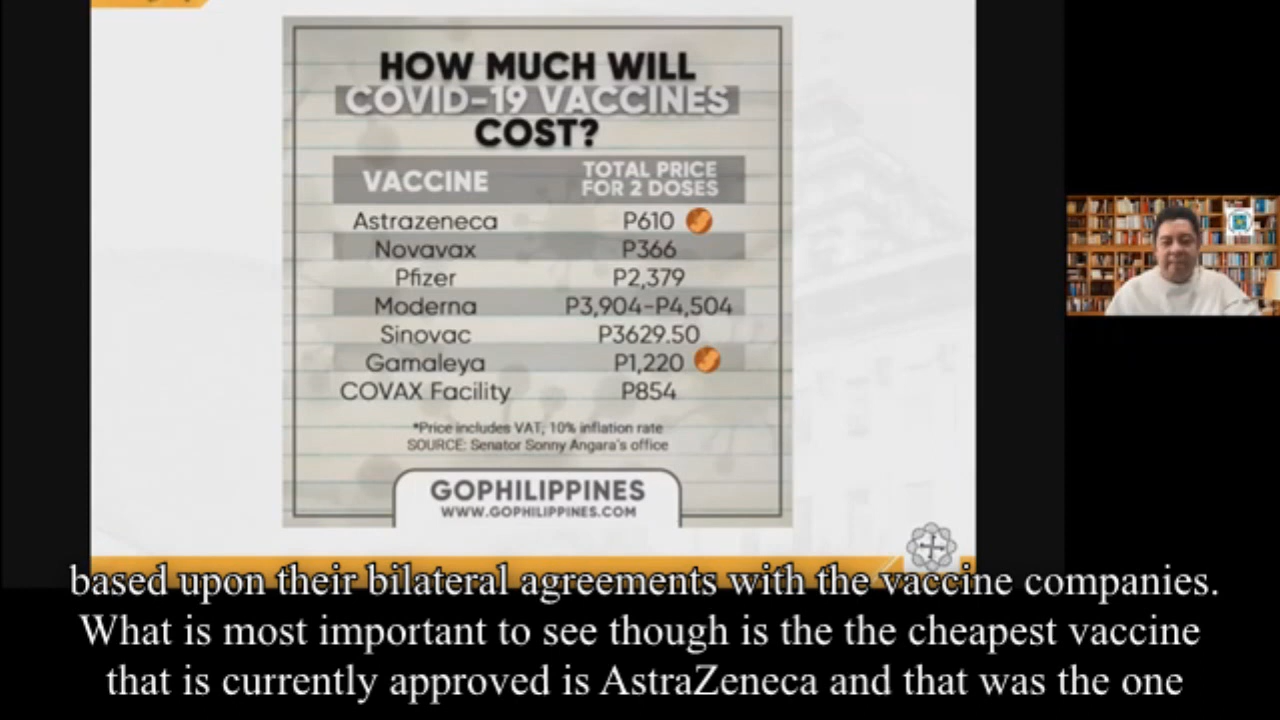 HOW MUCH WILL
COVID-19 VACCINES
COST?
VACCINE TOTAL PRICE FOR 2 DOSES
Astrazeneca P610
Novavax P366
Pfizer P2,379
Moderna P3,904-P4,504
Sinovac P3629.50
Gamaleya P1,220
COVAX Facility P854
*Price includes VAT, 10% inflation rate
SOURCE: Senator Sonny Angara's office
GOPHILIPPINES
WWW.GOPHILIPPINES.COM
based upon their bilateral agreements with the vaccine companies.
What is most important to see though is the the cheapest vaccine
that is currently approved is AstraZeneca and that was the one